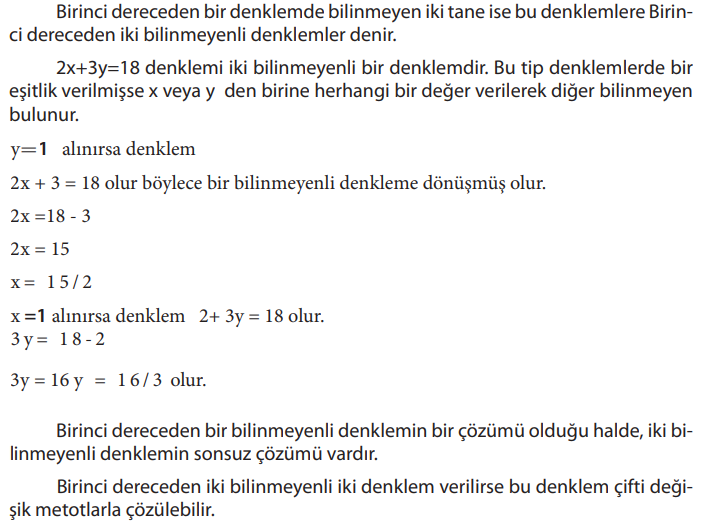 Birinci dereceden bir denklemde bilinmeyen iki tane ise bu denklemlere Birin-
ci dereceden iki bilinmeyenli denklemler denir.
2x+3y=18 denklemi iki bilinmeyenli bir denklemdir. Bu tip denklemlerde bir
eşitlik verilmişse x veya y den birine herhangi bir değer verilerek diğer bilinmeyen
bulunur.
y=1 alınırsa denklem
2x + 3 = 18 olur böylece bir bilinmeyenli denkleme dönüşmüş olur.
2x =18 - 3
2x = 15
x = 15/2
x =1 alınırsa denklem 2+ 3y = 18 olur.
3y = 18-2
3y = 16 y = 16/3 olur.
Birinci dereceden bir bilinmeyenli denklemin bir çözümü olduğu halde, iki bi-
linmeyenli denklemin sonsuz çözümü vardır.
Birinci dereceden iki bilinmeyenli iki denklem verilirse bu denklem çifti deği-
şik metotlarla çözülebilir.